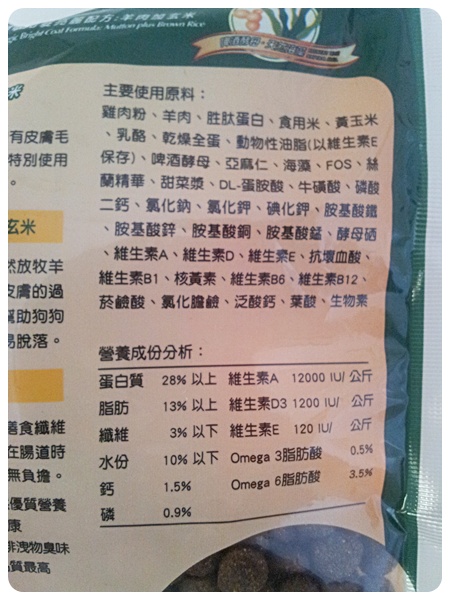 亮配方:羊肉加玄米
Bright Coat Formula: Mutton plus Brown Rice
米
有皮膚毛
特別使用
。
玄米
然放牧羊
皮膚的過
幫助狗狗
易脫落。
善食纖維
在腸道時
無負擔。
優質營養
康
排洩物臭味
品質最高
主要使用原料：
雞肉粉、羊肉、胜肽蛋白、食用米、黃玉米
、乳酪、乾燥全蛋、動物性油脂(以維生素E
保存)、啤酒酵母、亞麻仁、海藻、FOS、絲
蘭精華、甜菜漿、DL-蛋胺酸、牛磺酸、磷酸
二鈣、氯化鈉、氯化鉀、碘化鉀、胺基酸鐵
、胺基酸鋅、胺基酸銅、胺基酸錳、酵母硒
、維生素A、維生素D、維生素E、抗壞血酸、
維生素B1、核黃素、維生素B6、維生素B12、
菸鹼酸、氯化膽鹼、泛酸鈣、葉酸、生物素
營養成份分析：
蛋白質 28% 以上 維生素A 12000 IU/ 公斤
脂肪 13% 以上 維生素D3 1200 IU/ 公斤
纖維 3% 以下 維生素E 120 IU/ 公斤
水份 10% 以下 Omega 3脂肪酸 0.5%
鈣 1.5% Omega 6脂肪酸 3.5%
磷 0.9%